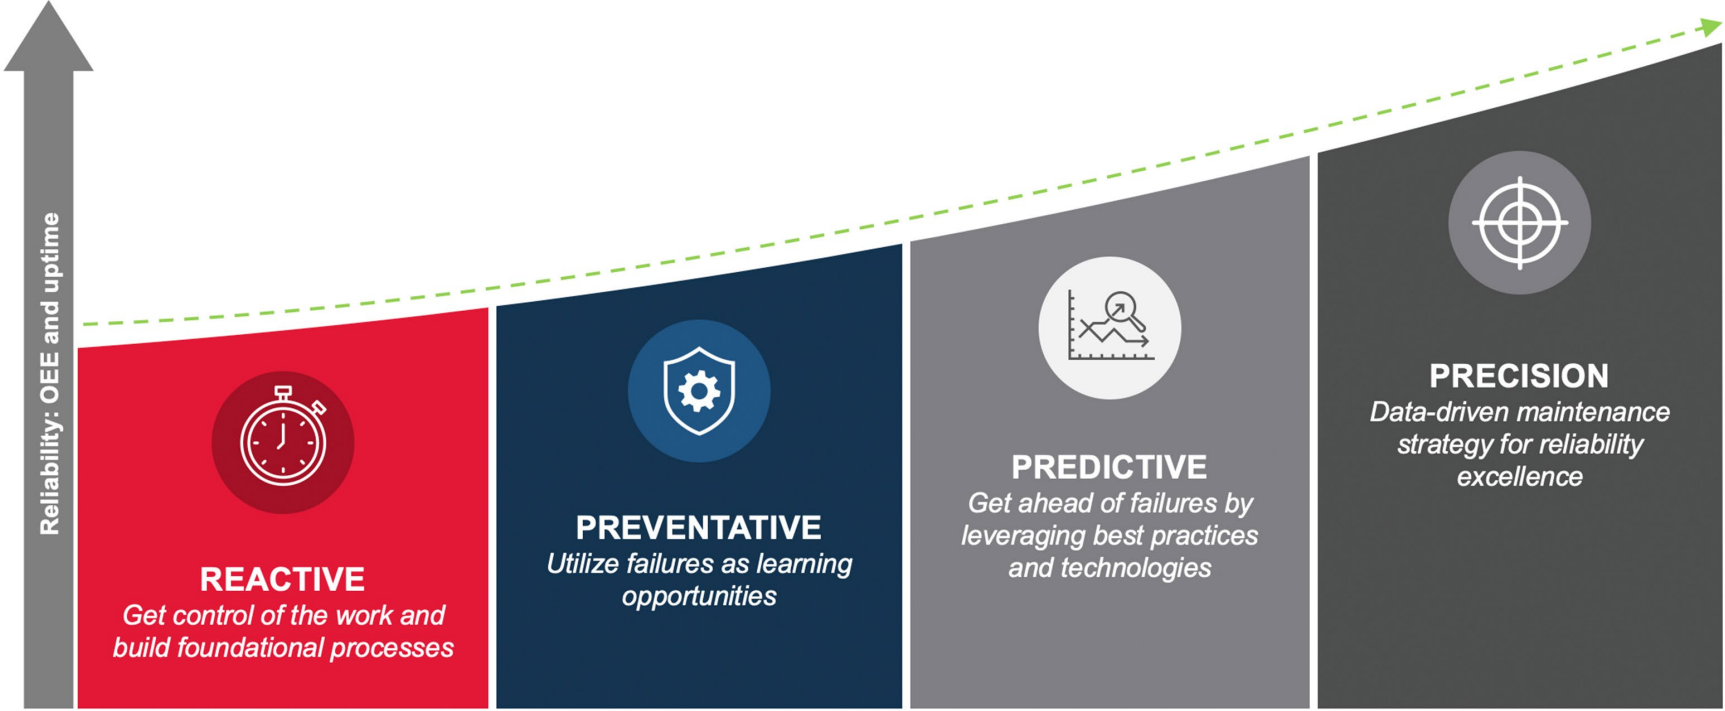 Reliability: OEE and uptime
REACTIVE
Get control of the work and
build foundational processes
PREVENTATIVE
Utilize failures as learning
opportunities
PREDICTIVE
Get ahead of failures by
leveraging best practices
and technologies
PRECISION
Data-driven maintenance
strategy for reliability
excellence